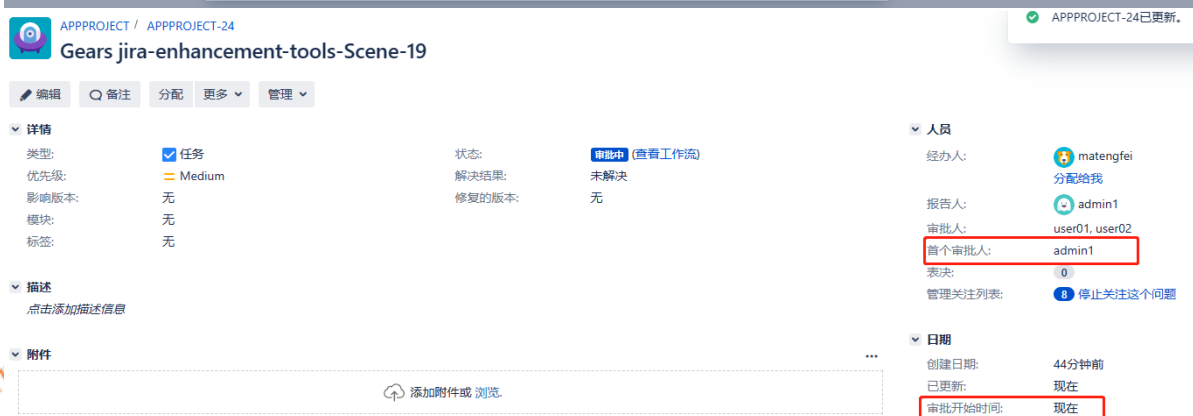 APPPROJECT / APPPROJECT-24
APPPROJECT-24已更新。
Gears jira-enhancement-tools-Scene-19
编辑 备注 分配 更多 管理
详情
类型: 任务
状态: 审批中 (查看工作流)
优先级: Medium
解决结果: 未解决
影响版本: 无
修复的版本: 无
模块: 无
标签: 无
描述
点击添加描述信息
附件
添加附件或 浏览.
人员
经办人: matengfei
分配给我
报告人: admin1
审批人: user01, user02
首个审批人: admin1
表决: 0
管理关注列表: 8 停止关注这个问题
日期
创建日期: 44分钟前
已更新: 现在
审批开始时间: 现在